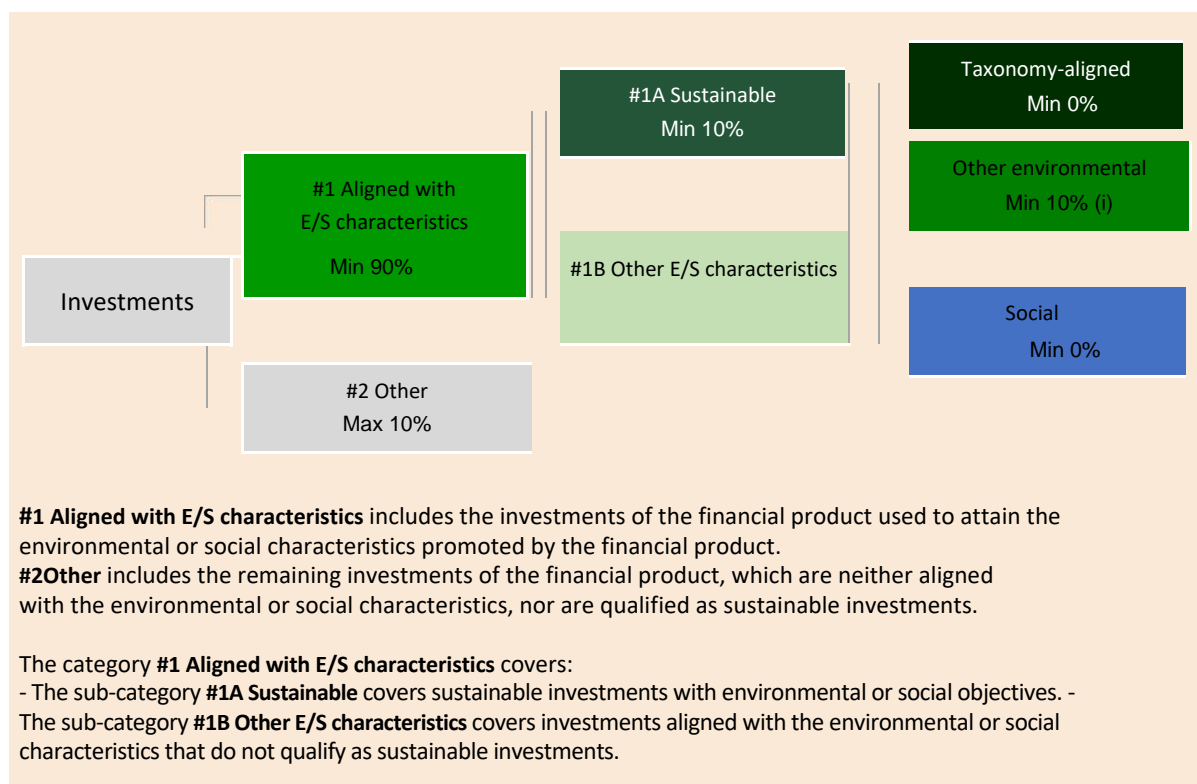 Investments
#1 Aligned with
E/S characteristics
Min 90%
#2 Other
Max 10%
#1A Sustainable
Min 10%
#1B Other E/S characteristics
Taxonomy-aligned
Min 0%
Other environmental
Min 10% (i)
Social
Min 0%
#1 Aligned with E/S characteristics includes the investments of the financial product used to attain the
environmental or social characteristics promoted by the financial product.
#2Other includes the remaining investments of the financial product, which are neither aligned
with the environmental or social characteristics, nor are qualified as sustainable investments.
The category #1 Aligned with E/S characteristics covers:
- The sub-category #1A Sustainable covers sustainable investments with environmental or social objectives. -
The sub-category #1B Other E/S characteristics covers investments aligned with the environmental or social
characteristics that do not qualify as sustainable investments.